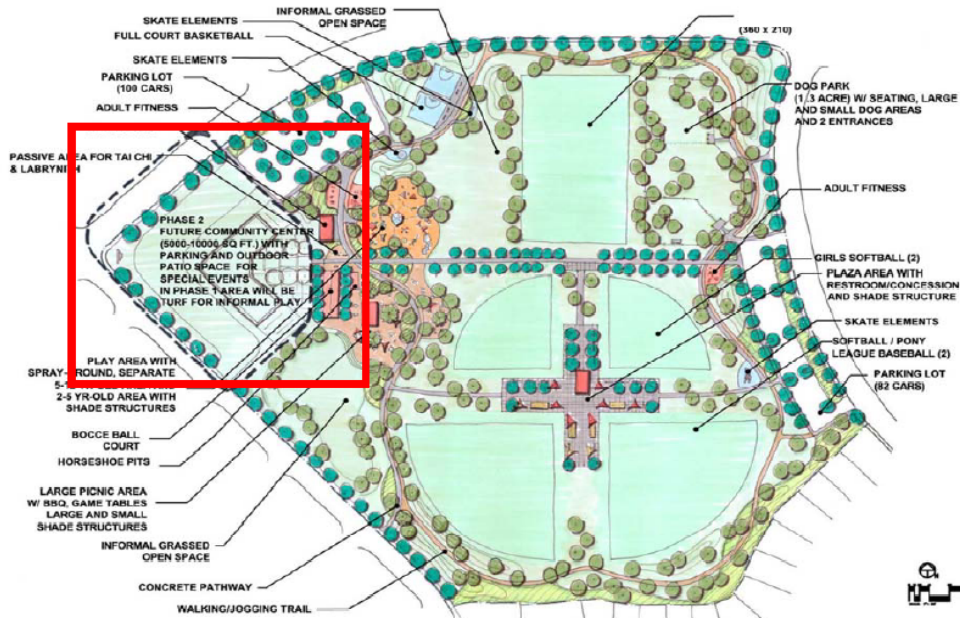 SKATE ELEMENTS
FULL COURT BASKETBALL
SKATE ELEMENTS
PARKING LOT
(100 CARS)
ADULT FITNESS
PASSIVE AREA FOR TAI CHI
& LABRYNITH
PHASE 2
FUTURE COMMUNITY CENTER
(5000-10000 SQ FT.) WITH
PARKING AND OUTDOOR
PATIO SPACE FOR
SPECIAL EVENTS
IN PHASE 1 AREA WILL BE
TURF FOR INFORMAL PLAY
PLAY AREA WITH
SPRAY-GROUND, SEPARATE
2-5 YR-OLD AREA WITH
SHADE STRUCTURES
BOCCE BALL
COURT
HORSESHOE PITS
LARGE PICNIC AREA
W/ BBQ, GAME TABLES
LARGE AND SMALL
SHADE STRUCTURES
INFORMAL GRASSED
OPEN SPACE
CONCRETE PATHWAY
WALKING/JOGGING TRAIL
INFORMAL GRASSED
OPEN SPACE
(360 x 210)
DOG PARK
(1.3 ACRE) W/ SEATING, LARGE
AND SMALL DOG AREAS
AND 2 ENTRANCES
ADULT FITNESS
GIRLS SOFTBALL (2)
PLAZA AREA WITH
RESTROOM/CONCESSION
AND SHADE STRUCTURE
SKATE ELEMENTS
SOFTBALL / PONY
LEAGUE BASEBALL (2)
PARKING LOT
(82 CARS)